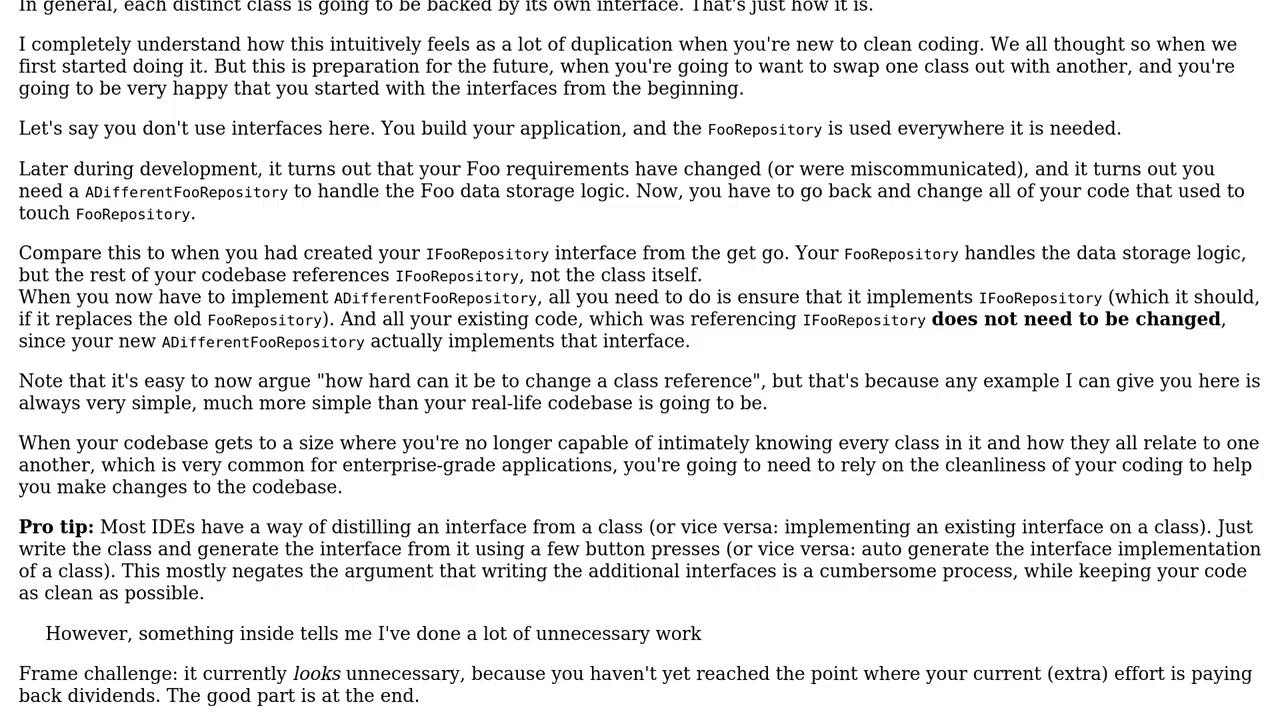 In general, each distinct class is going to be backed by its own interface. That's just how it is.
I completely understand how this intuitively feels as a lot of duplication when you're new to clean coding. We all thought so when we
first started doing it. But this is preparation for the future, when you're going to want to swap one class out with another, and you're
going to be very happy that you started with the interfaces from the beginning.
Let's say you don't use interfaces here. You build your application, and the FooRepository is used everywhere it is needed.
Later during development, it turns out that your Foo requirements have changed (or were miscommunicated), and it turns out you
need a ADifferentFooRepository to handle the Foo data storage logic. Now, you have to go back and change all of your code that used to
touch FooRepository.
Compare this to when you had created your IFooRepository interface from the get go. Your FooRepository handles the data storage logic,
but the rest of your codebase references IFooRepository, not the class itself.
When you now have to implement ADifferentFooRepository, all you need to do is ensure that it implements IFooRepository (which it should,
if it replaces the old FooRepository). And all your existing code, which was referencing IFooRepository does not need to be changed,
since your new ADifferentFooRepository actually implements that interface.
Note that it's easy to now argue "how hard can it be to change a class reference", but that's because any example I can give you here is
always very simple, much more simple than your real-life codebase is going to be.
When your codebase gets to a size where you're no longer capable of intimately knowing every class in it and how they all relate to one
another, which is very common for enterprise-grade applications, you're going to need to rely on the cleanliness of your coding to help
you make changes to the codebase.
Pro tip: Most IDEs have a way of distilling an interface from a class (or vice versa: implementing an existing interface on a class). Just
write the class and generate the interface from it using a few button presses (or vice versa: auto generate the interface implementation
of a class). This mostly negates the argument that writing the additional interfaces is a cumbersome process, while keeping your code
as clean as possible.
However, something inside tells me I've done a lot of unnecessary work
Frame challenge: it currently looks unnecessary, because you haven't yet reached the point where your current (extra) effort is paying
back dividends. The good part is at the end.